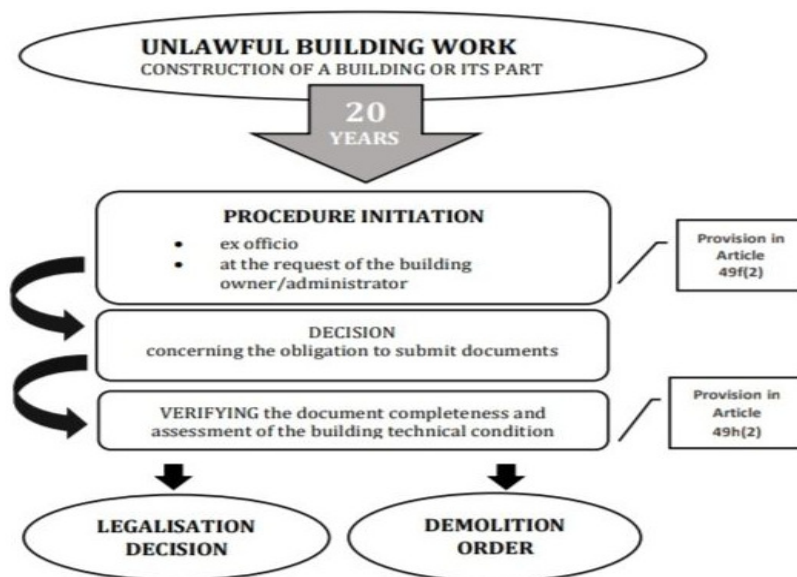 UNLAWFUL BUILDING WORK
CONSTRUCTION OF A BUILDING OR ITS PART
20
YEARS
PROCEDURE INITIATION
• ex officio
• at the request of the building
owner/administrator
Provision in
Article
49f(2)
DECISION
concerning the obligation to submit documents
VERIFYING the document completeness and
assessment of the building technical condition
Provision in
Article
49h(2)
LEGALISATION
DECISION
DEMOLITION
ORDER